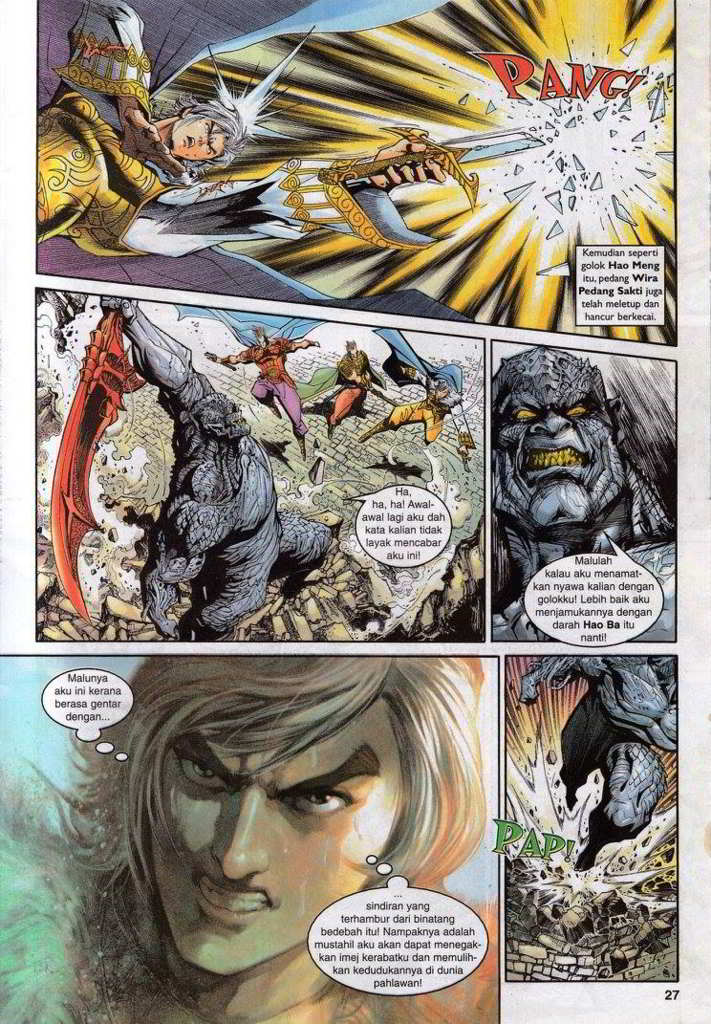 PANG!
Kemudian seperti
golok Hao Meng
itu, pedang Wira
Pedang Sakti juga
telah meletup dan
hancur berkecai.
Ha,
ha, ha! Awal-
awal lagi aku dah
kata kalian tidak
layak mencabar
aku ini!
Malulah
kalau aku menamat-
kan nyawa kalian dengan
golokku! Lebih baik aku
menjamukannya dengan
darah Hao Ba itu
nanti!
Malunya
aku ini kerana
berasa gentar
dengan...
...
sindiran yang
terhambur dari binatang
bedebah itu! Nampaknya adalah
mustahil aku akan dapat menegak-
kan imej kerabatku dan memulih-
kan kedudukannya di dunia
pahlawan!
PAP!
27